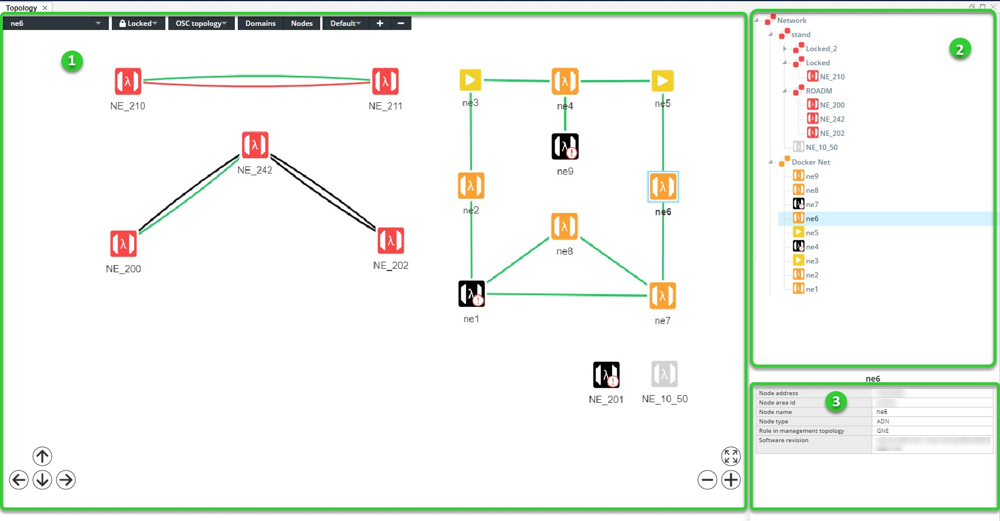 Topology ×
ne6
Locked
OSC topology
Domains
Nodes
Default
+
−
1
NE_210
NE_211
ne3
ne4
ne5
NE_242
ne9
ne2
ne6
ne8
NE_200
NE_202
ne1
ne7
NE_201
NE_10_50
2
Network
stand
Locked_2
Locked
NE_210
ROADM
NE_200
NE_242
NE_202
NE_10_50
Docker Net
ne9
ne8
ne7
ne6
ne5
ne4
ne3
ne2
ne1
ne6
3
Node address
Node area id
Node name ne6
Node type ADN
Role in management topology GNE
Software revision